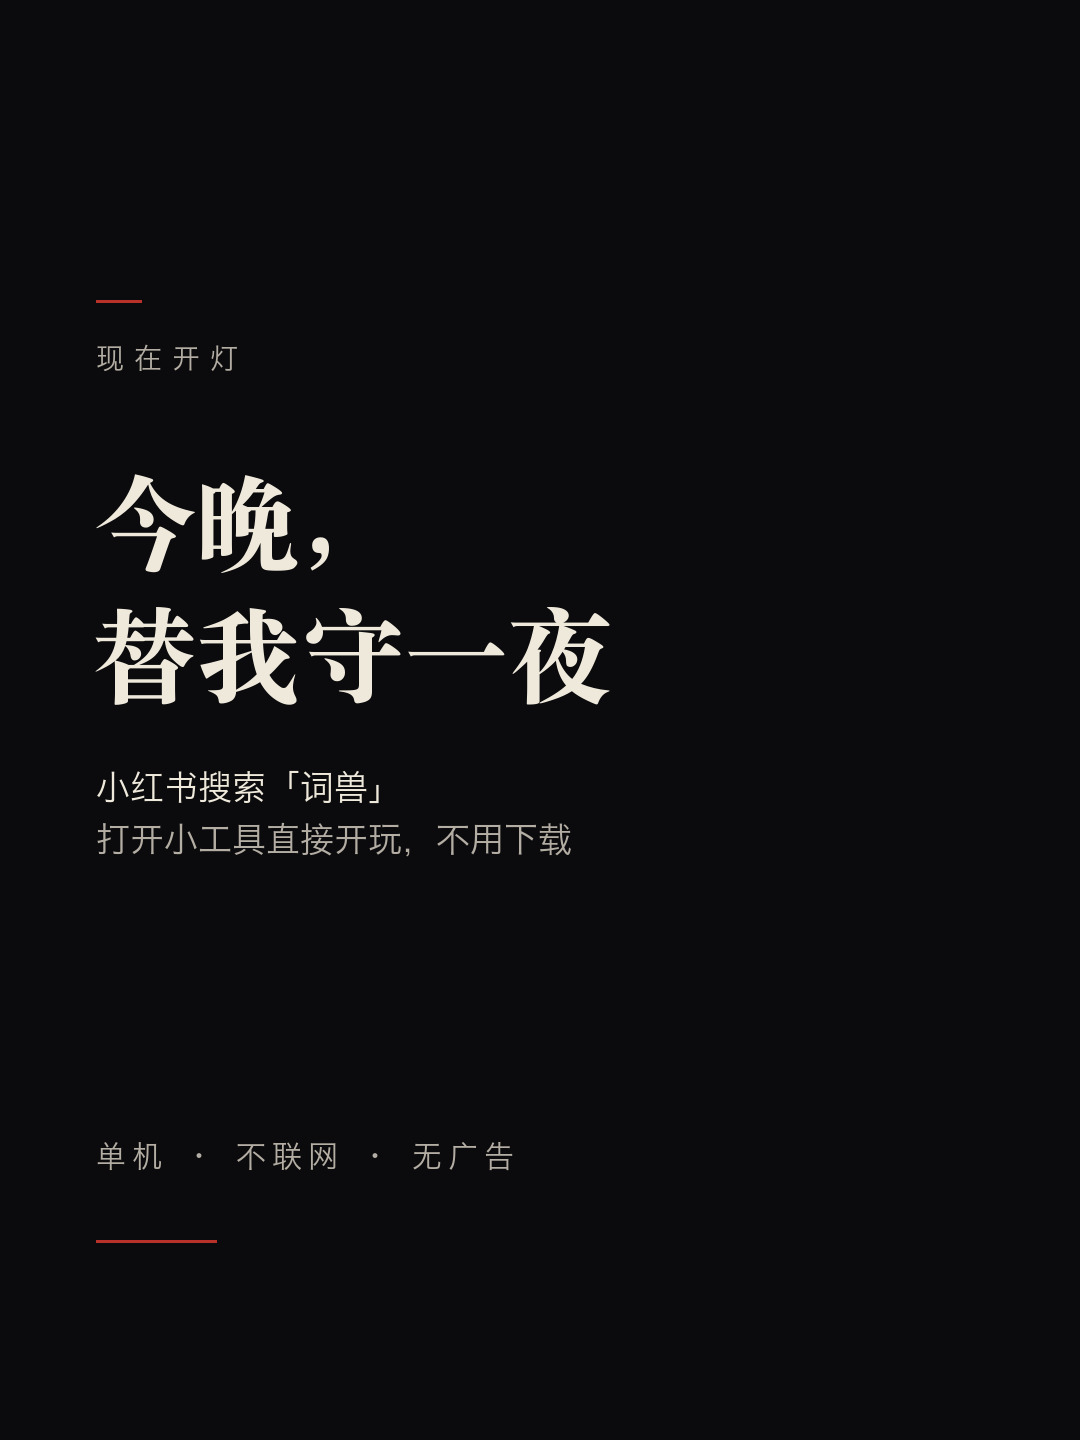 现在开灯
今晚，
替我守一夜
小红书搜索「词兽」
打开小工具直接开玩，不用下载
单机 · 不联网 · 无广告